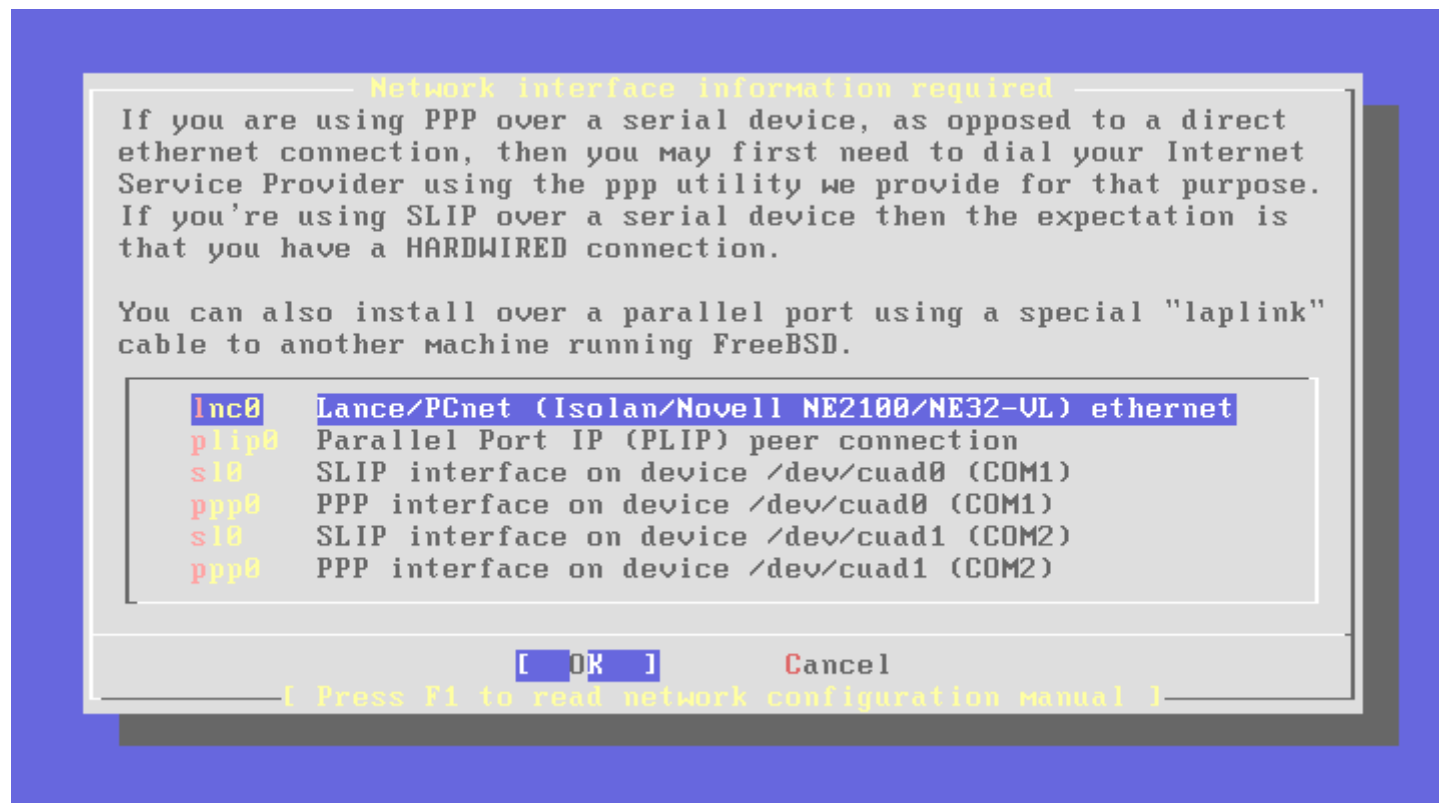 Network interface information required
If you are using PPP over a serial device, as opposed to a direct
ethernet connection, then you may first need to dial your Internet
Service Provider using the ppp utility we provide for that purpose.
If you're using SLIP over a serial device then the expectation is
that you have a HARDWIRED connection.
You can also install over a parallel port using a special "laplink"
cable to another machine running FreeBSD.
lnc0 Lance/PCnet (Isolan/Novell NE2100/NE32-VL) ethernet
plip0 Parallel Port IP (PLIP) peer connection
sl0 SLIP interface on device /dev/cuad0 (COM1)
ppp0 PPP interface on device /dev/cuad0 (COM1)
sl0 SLIP interface on device /dev/cuad1 (COM2)
ppp0 PPP interface on device /dev/cuad1 (COM2)
[ OK ] Cancel
[ Press F1 to read network configuration manual ]